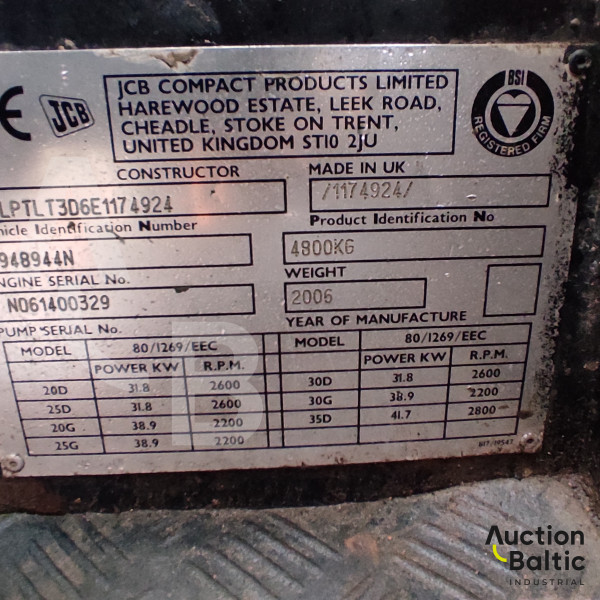 CE
JCB
JCB COMPACT PRODUCTS LIMITED
HAREWOOD ESTATE, LEEK ROAD,
CHEADLE, STOKE ON TRENT,
UNITED KINGDOM ST10 2JU
BSI
REGISTERED FIRM
CONSTRUCTOR
MADE IN UK
LPTLT3D6E1174924
/1174924/
hicle Identification Number
Product Identification No
948944N
4800KG
NGINE SERIAL No.
WEIGHT
N061400329
2006
PUMP SERIAL No.
YEAR OF MANUFACTURE
MODEL 80/1269/EEC MODEL 80/1269/EEC
POWER KW R.P.M. POWER KW R.P.M.
20D 31.8 2600 30D 31.8 2600
25D 31.8 2600 30G 38.9 2200
20G 38.9 2200 35D 41.7 2800
25G 38.9 2200
817/19547
Auction
Baltic
INDUSTRIAL